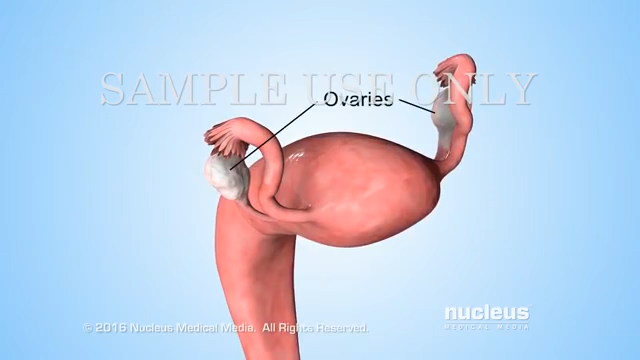 SAMPLE USE ONLY
Ovaries
nucleus
MEDICAL MEDIA
© 2016 Nucleus Medical Media. All Rights Reserved.